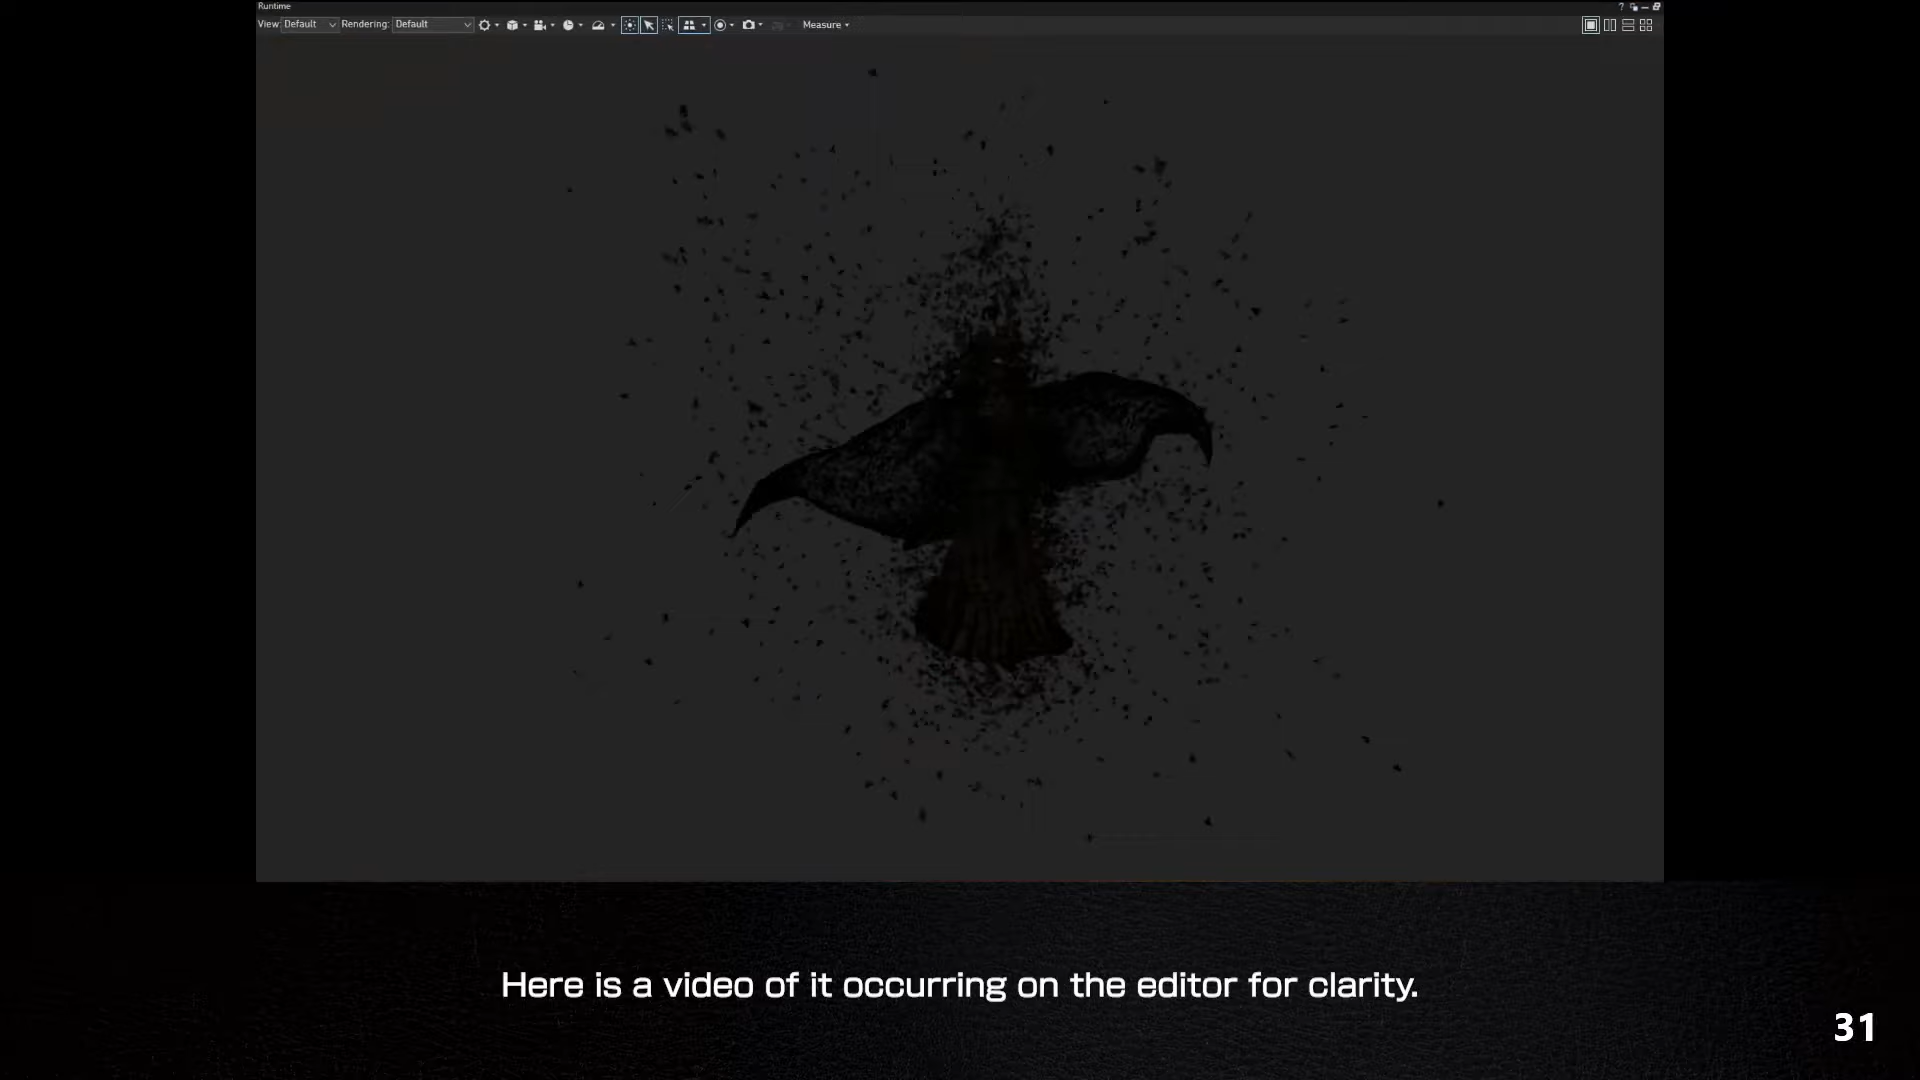 Runtime
View Default Rendering: Default Measure
Here is a video of it occurring on the editor for clarity.
31